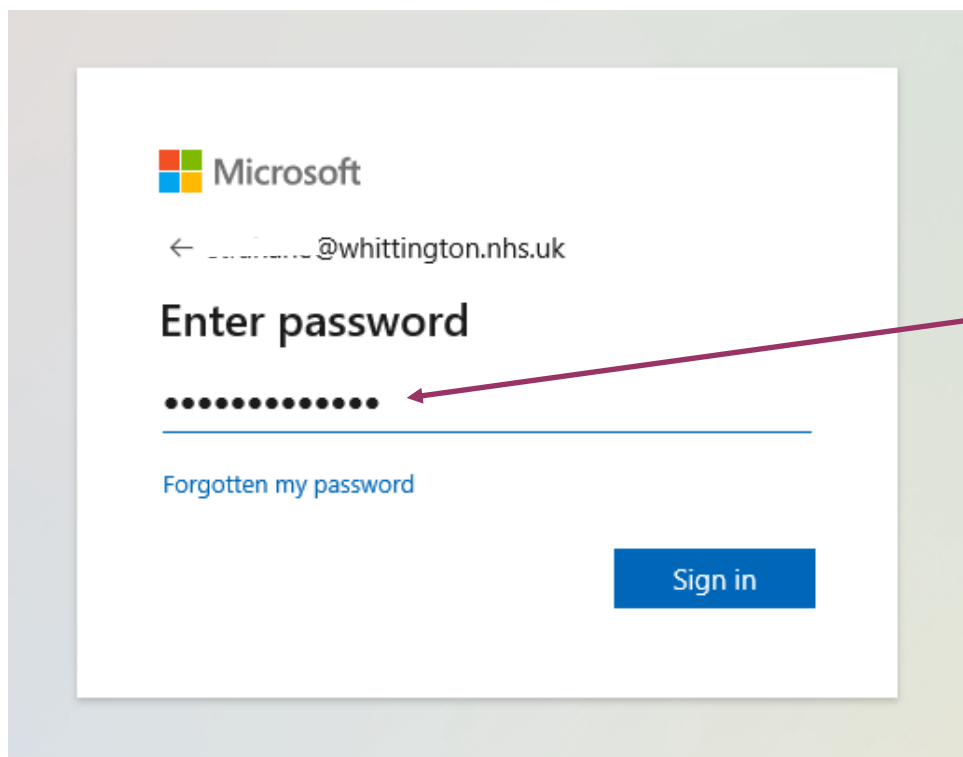 Microsoft
@whittington.nhs.uk
Enter password
•••••••••••••
Forgotten my password
Sign in